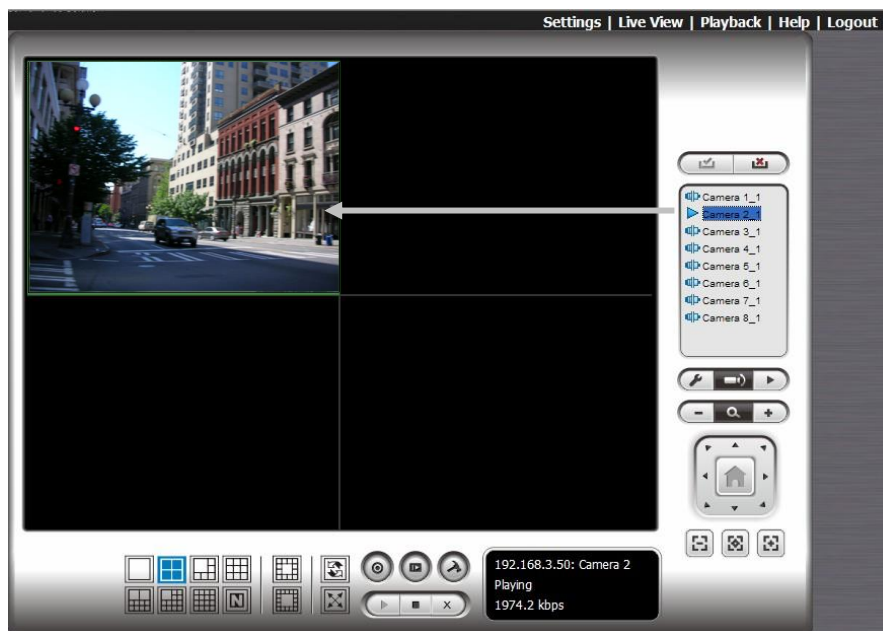 Settings | Live View | Playback | Help | Logout
Camera 1_1
Camera 2_1
Camera 3_1
Camera 4_1
Camera 5_1
Camera 6_1
Camera 7_1
Camera 8_1
192.168.3.50: Camera 2
Playing
1974.2 kbps
N
X